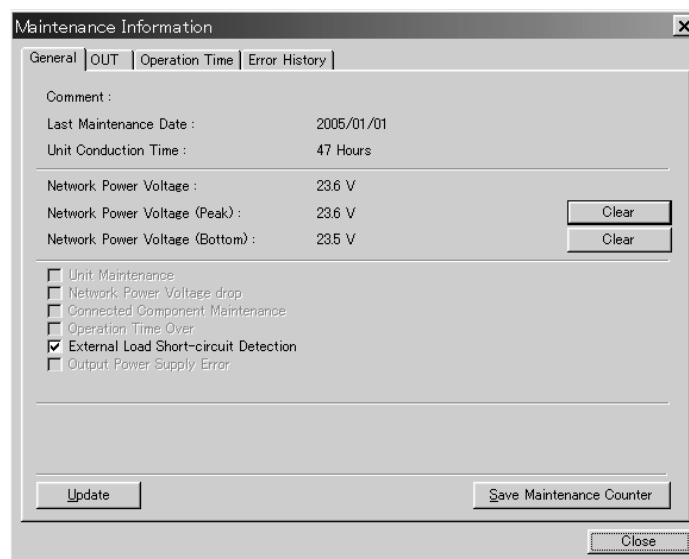 Maintenance Information
General OUT Operation Time Error History
Comment :
Last Maintenance Date : 2005/01/01
Unit Conduction Time : 47 Hours
Network Power Voltage : 23.6 V
Network Power Voltage (Peak) : 23.6 V Clear
Network Power Voltage (Bottom) : 23.5 V Clear
Unit Maintenance
Network Power Voltage drop
Connected Component Maintenance
Operation Time Over
External Load Short-circuit Detection
Output Power Supply Error
Update Save Maintenance Counter
Close